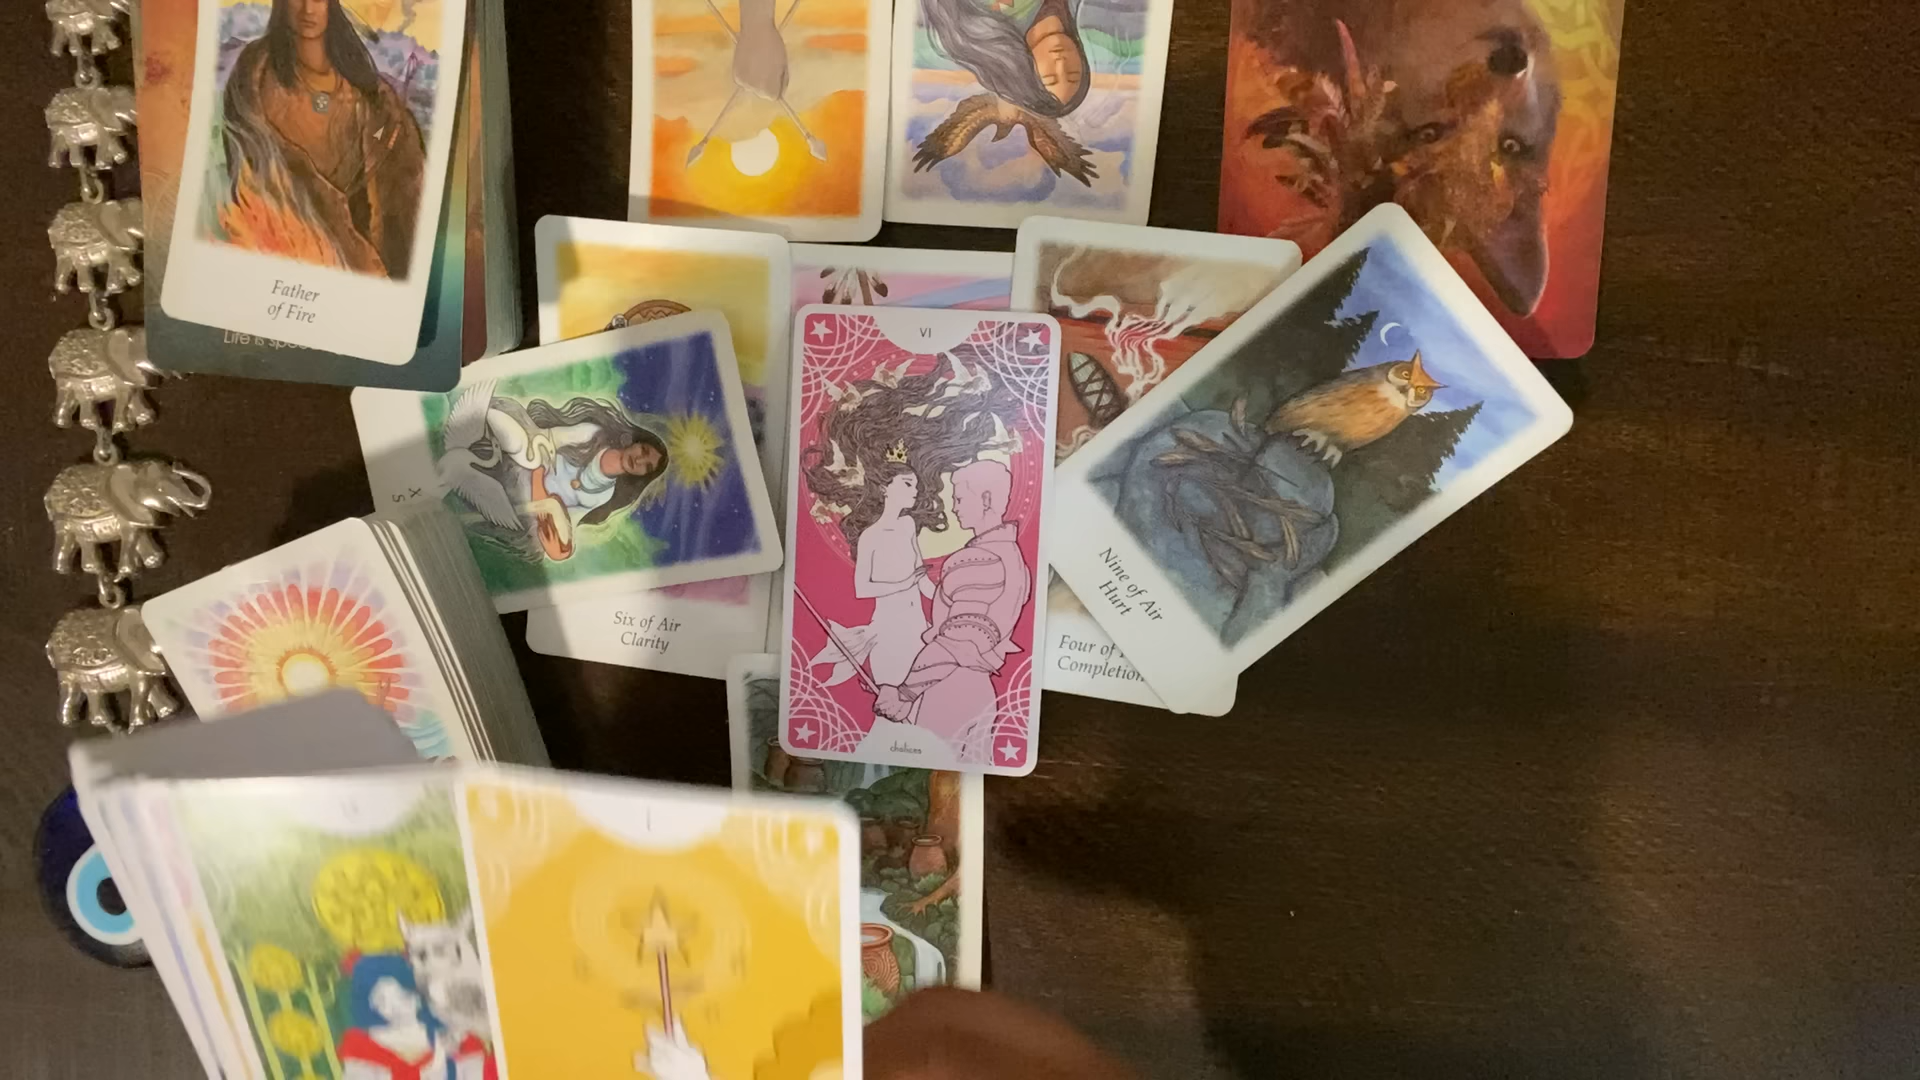 Father
of Fire
Life is
VI
X
S
Six of Air
Clarity
Nine of Air
Hurt
Four of
Completion
chalices
I